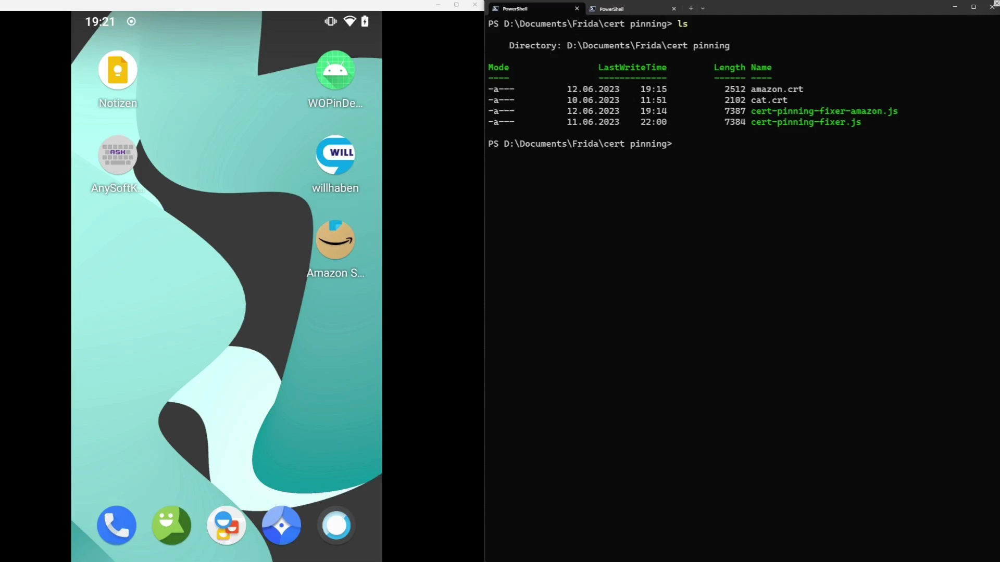 19:21
Notizen
WOPinDe...
ASK
WILL
AnySoftK...
willhaben
Amazon S...
PowerShell
PowerShell
PS D:\Documents\Frida\cert pinning> ls
Directory: D:\Documents\Frida\cert pinning
Mode LastWriteTime Length Name
---- ------------- ------ ----
-a--- 12.06.2023 19:15 2512 amazon.crt
-a--- 10.06.2023 11:51 2102 cat.crt
-a--- 12.06.2023 19:14 7387 cert-pinning-fixer-amazon.js
-a--- 11.06.2023 22:00 7384 cert-pinning-fixer.js
PS D:\Documents\Frida\cert pinning>